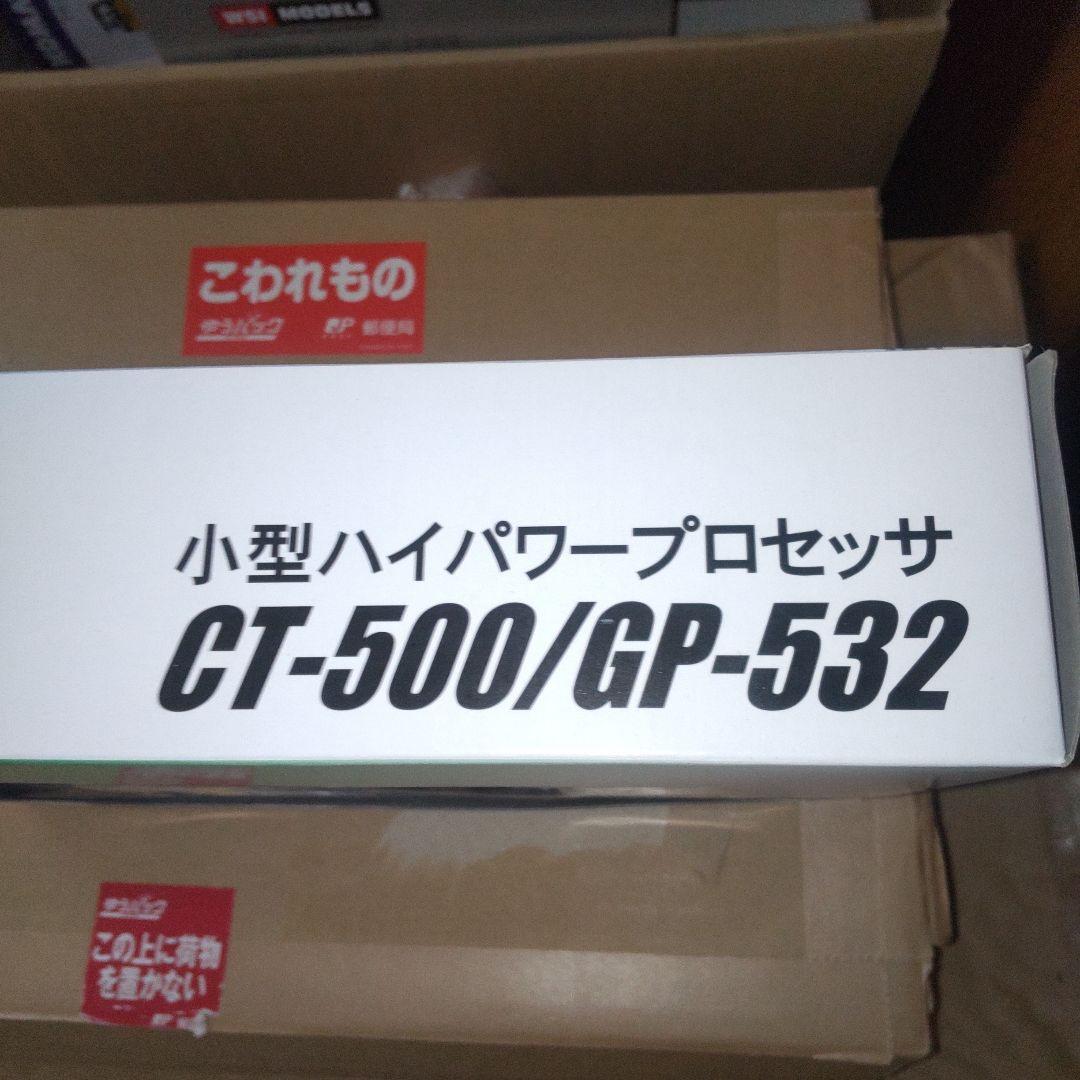 WSI MODELS
こわれもの
ゆうパック JP 郵便局
小型ハイパワープロセッサ
CT-500/GP-532
ゆうパック
この上に荷物
を置かない